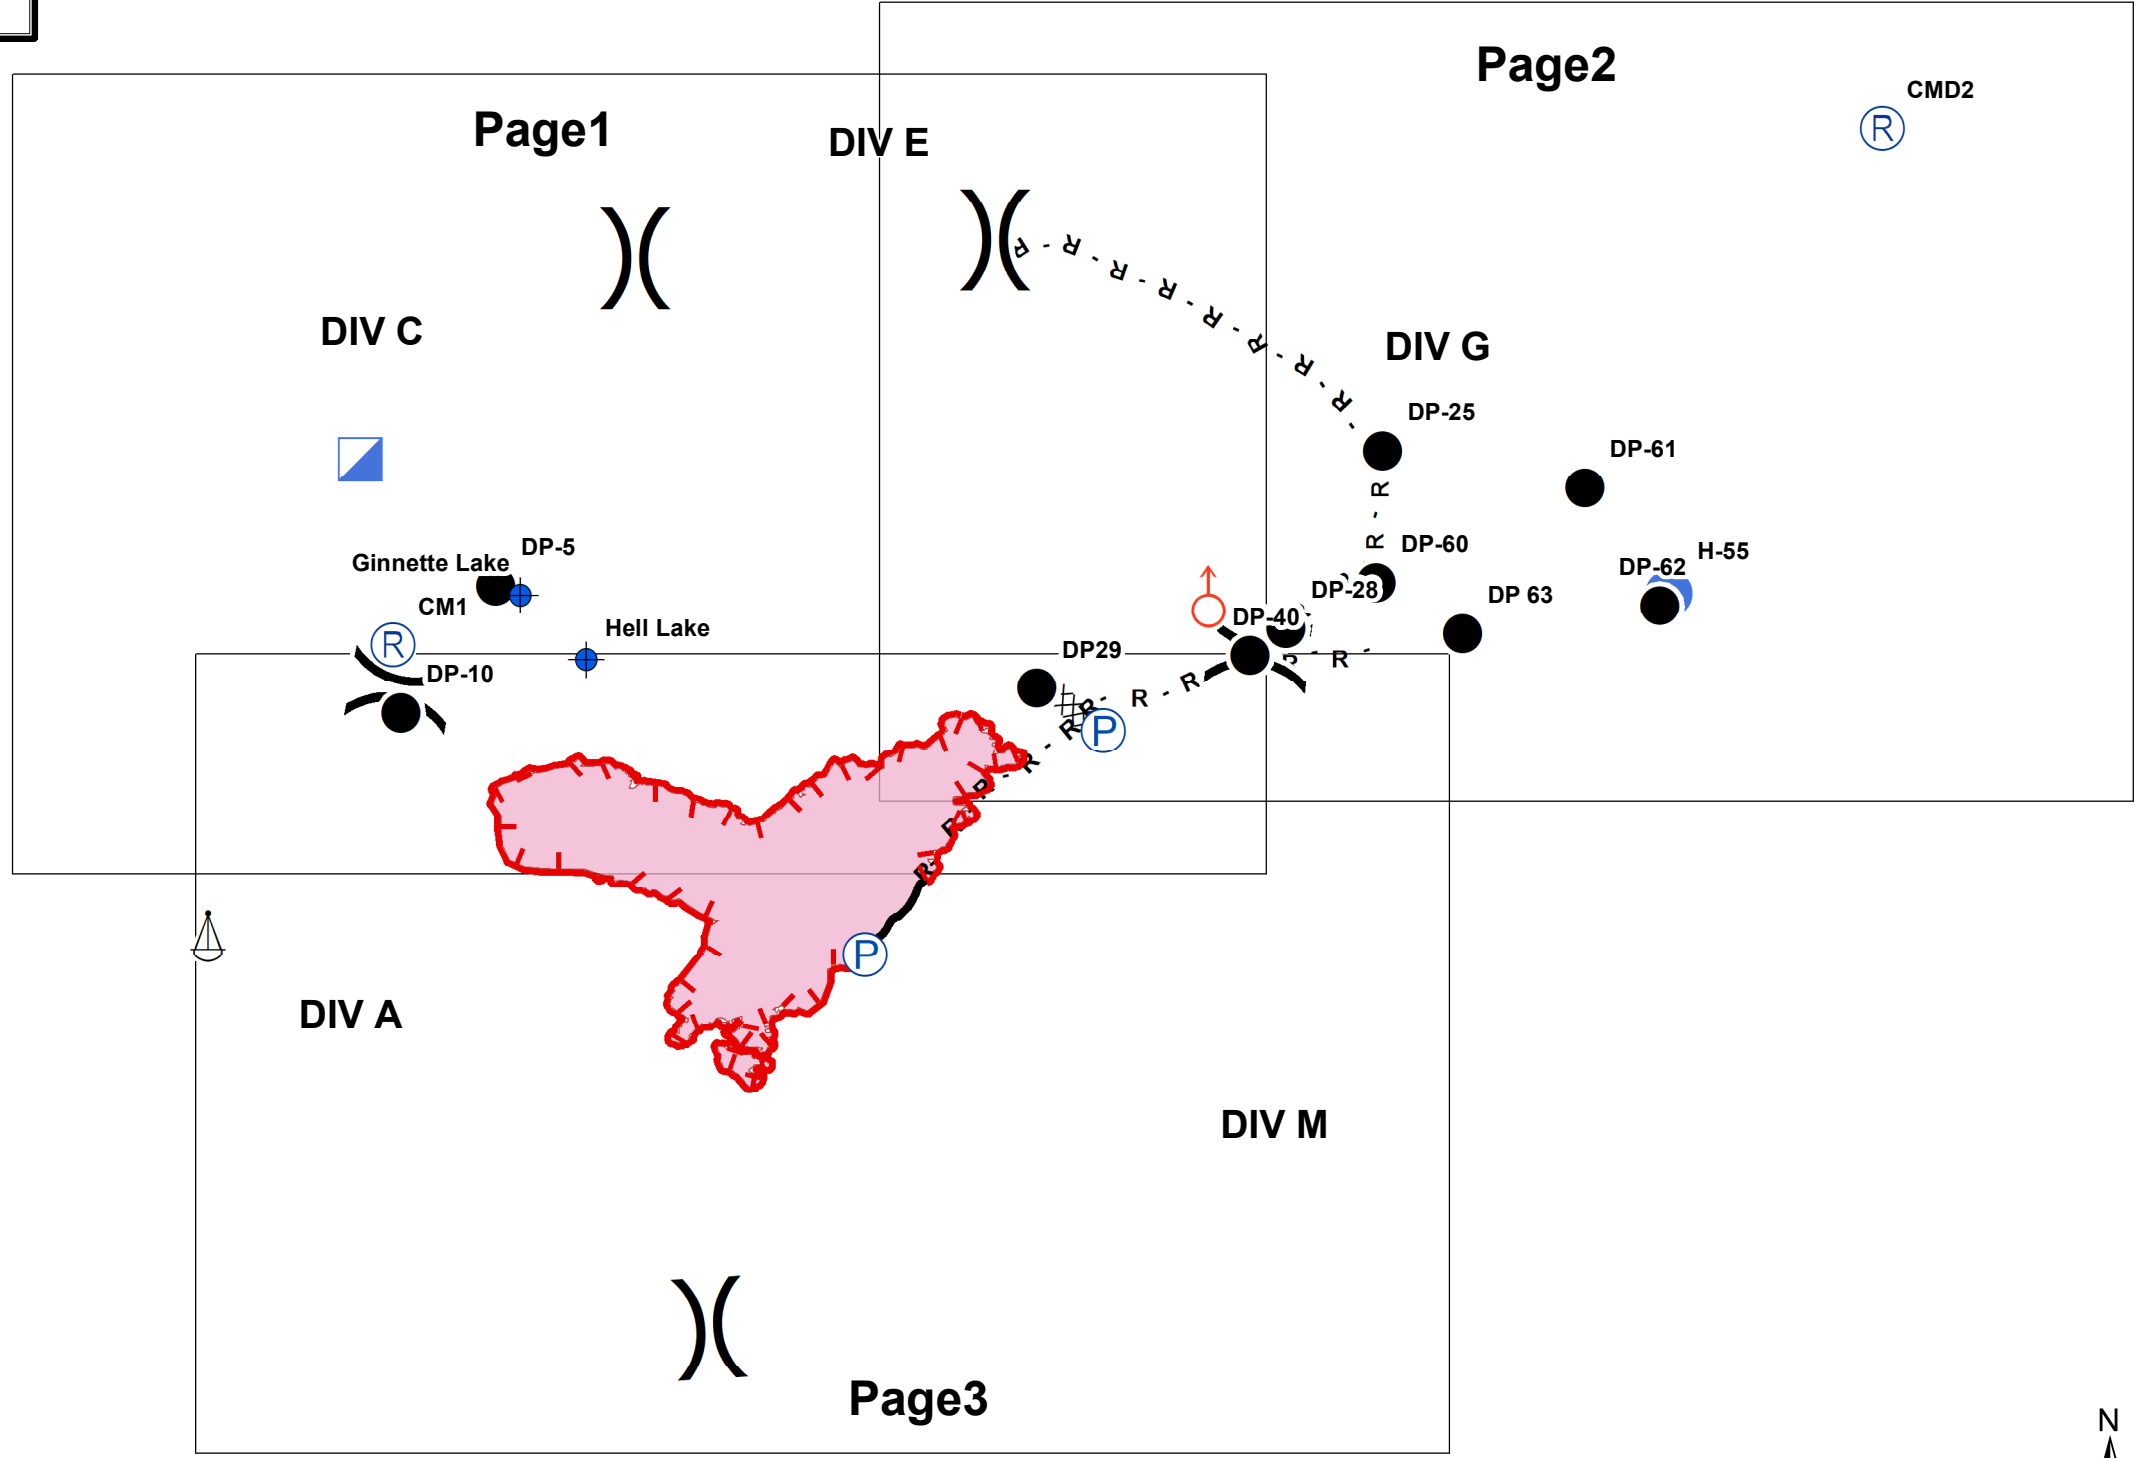 Page2
CMD2
R
Page1
DIV E
R - R - R - R - R - R - R - R -
DIV C
DIV G
DP-25
R - R
DP-61
DP-5
Ginnette Lake
DP-60
H-55
DP-62
DP-28
DP 63
CM1
R
Hell Lake
DP-40
DP29
- R -
DP-10
R - R - R - R - R
P
P
DIV A
DIV M
Page3
N